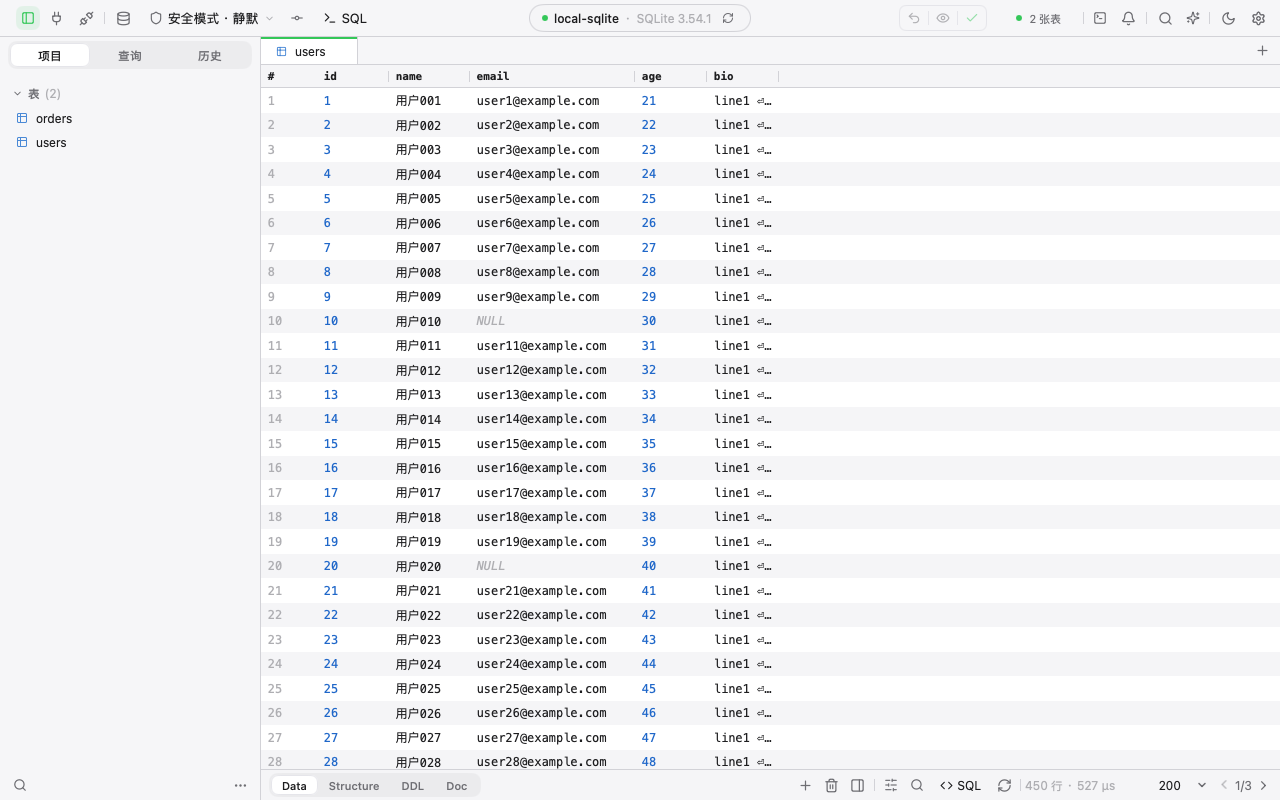 安全模式 · 静默 SQL local-sqlite · SQLite 3.54.1 2 张表
项目 查询 历史 users
# id name email age bio
表 (2)
orders
users
1 1 用户001 user1@example.com 21 line1 ⏎…
2 2 用户002 user2@example.com 22 line1 ⏎…
3 3 用户003 user3@example.com 23 line1 ⏎…
4 4 用户004 user4@example.com 24 line1 ⏎…
5 5 用户005 user5@example.com 25 line1 ⏎…
6 6 用户006 user6@example.com 26 line1 ⏎…
7 7 用户007 user7@example.com 27 line1 ⏎…
8 8 用户008 user8@example.com 28 line1 ⏎…
9 9 用户009 user9@example.com 29 line1 ⏎…
10 10 用户010 NULL 30 line1 ⏎…
11 11 用户011 user11@example.com 31 line1 ⏎…
12 12 用户012 user12@example.com 32 line1 ⏎…
13 13 用户013 user13@example.com 33 line1 ⏎…
14 14 用户014 user14@example.com 34 line1 ⏎…
15 15 用户015 user15@example.com 35 line1 ⏎…
16 16 用户016 user16@example.com 36 line1 ⏎…
17 17 用户017 user17@example.com 37 line1 ⏎…
18 18 用户018 user18@example.com 38 line1 ⏎…
19 19 用户019 user19@example.com 39 line1 ⏎…
20 20 用户020 NULL 40 line1 ⏎…
21 21 用户021 user21@example.com 41 line1 ⏎…
22 22 用户022 user22@example.com 42 line1 ⏎…
23 23 用户023 user23@example.com 43 line1 ⏎…
24 24 用户024 user24@example.com 44 line1 ⏎…
25 25 用户025 user25@example.com 45 line1 ⏎…
26 26 用户026 user26@example.com 46 line1 ⏎…
27 27 用户027 user27@example.com 47 line1 ⏎…
28 28 用户028 user28@example.com 48 line1 ⏎…
Data Structure DDL Doc <> SQL 450 行 · 527 µs 200 1/3